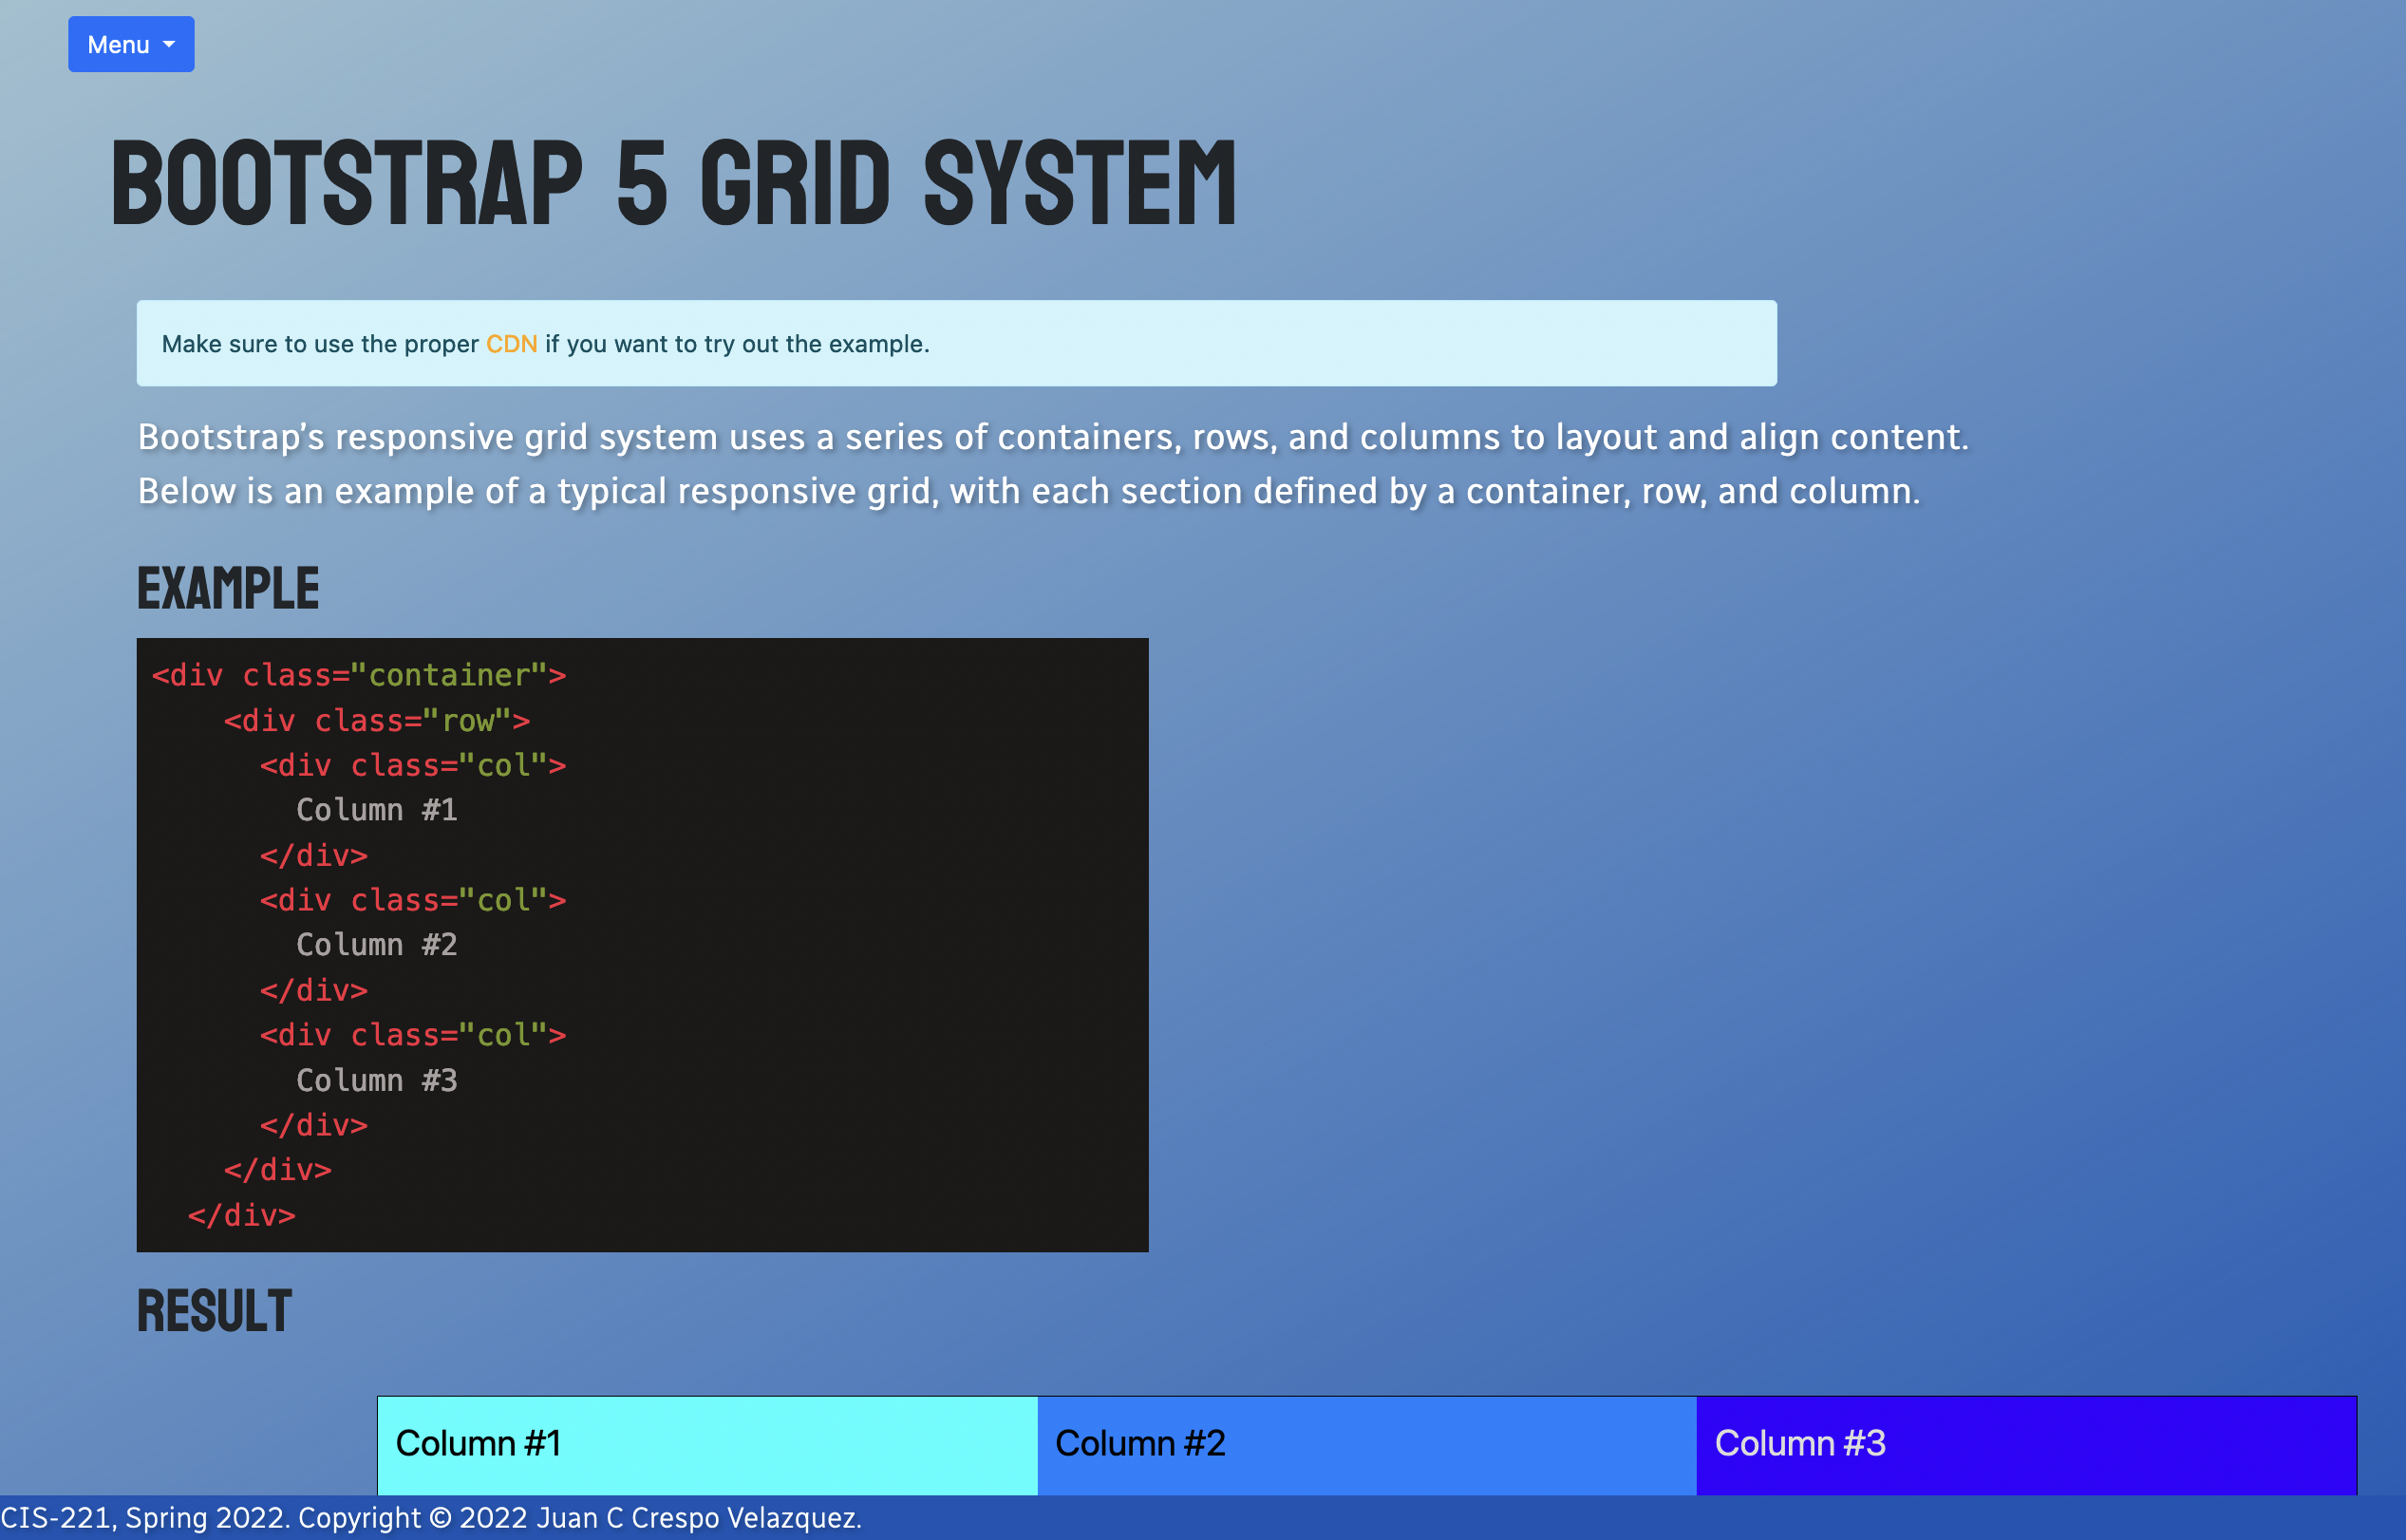 Menu
BOOTSTRAP 5 GRID SYSTEM
Make sure to use the proper CDN if you want to try out the example.
Bootstrap's responsive grid system uses a series of containers, rows, and columns to layout and align content.
Below is an example of a typical responsive grid, with each section defined by a container, row, and column.
EXAMPLE
<div class="container">
    <div class="row">
      <div class="col">
        Column #1
      </div>
      <div class="col">
        Column #2
      </div>
      <div class="col">
        Column #3
      </div>
    </div>
  </div>
RESULT
Column #1
Column #2
Column #3
CIS-221, Spring 2022. Copyright © 2022 Juan C Crespo Velazquez.